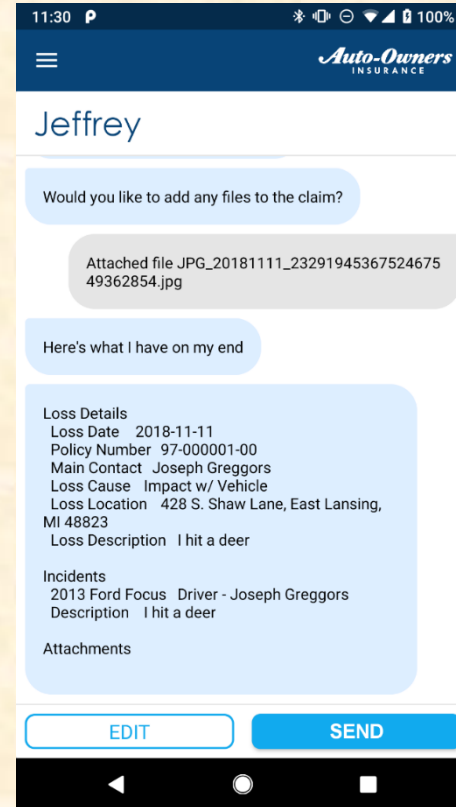 11:30
100%
Auto-Owners
INSURANCE
Jeffrey
Would you like to add any files to the claim?
Attached file JPG_20181111_23291945367524675
49362854.jpg
Here's what I have on my end
Loss Details
Loss Date 2018-11-11
Policy Number 97-000001-00
Main Contact Joseph Greggors
Loss Cause Impact w/ Vehicle
Loss Location 428 S. Shaw Lane, East Lansing,
MI 48823
Loss Description I hit a deer
Incidents
2013 Ford Focus Driver - Joseph Greggors
Description I hit a deer
Attachments
EDIT
SEND